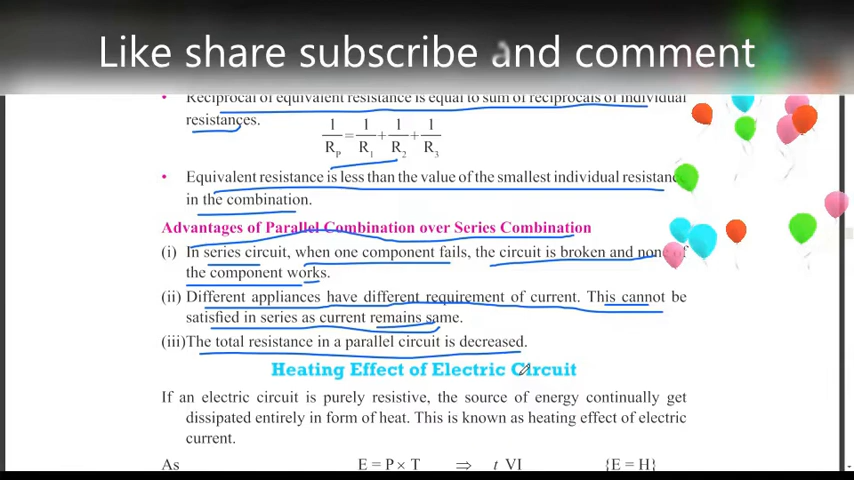 Like share subscribe and comment
• Reciprocal of equivalent resistance is equal to sum of reciprocals of individual
resistances.
1/R_P = 1/R_1 + 1/R_2 + 1/R_3
• Equivalent resistance is less than the value of the smallest individual resistance
in the combination.
Advantages of Parallel Combination over Series Combination
(i) In series circuit, when one component fails, the circuit is broken and none of
the component works.
(ii) Different appliances have different requirement of current. This cannot be
satisfied in series as current remains same.
(iii)The total resistance in a parallel circuit is decreased.
Heating Effect of Electric Circuit
If an electric circuit is purely resistive, the source of energy continually get
dissipated entirely in form of heat. This is known as heating effect of electric
current.
As E = P × T ⇒ t VI {E = H}